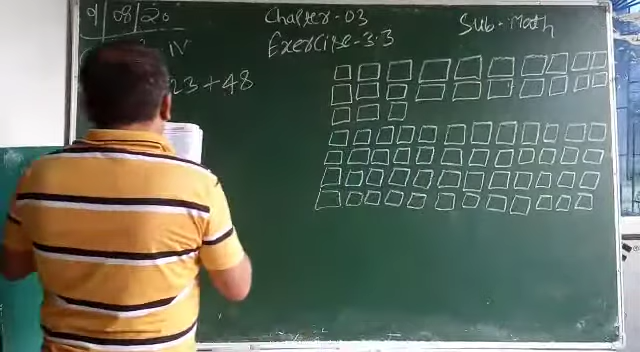 9/08/20
Chapter-03
Sub-Math
IV
Exercise-3.3
23+48